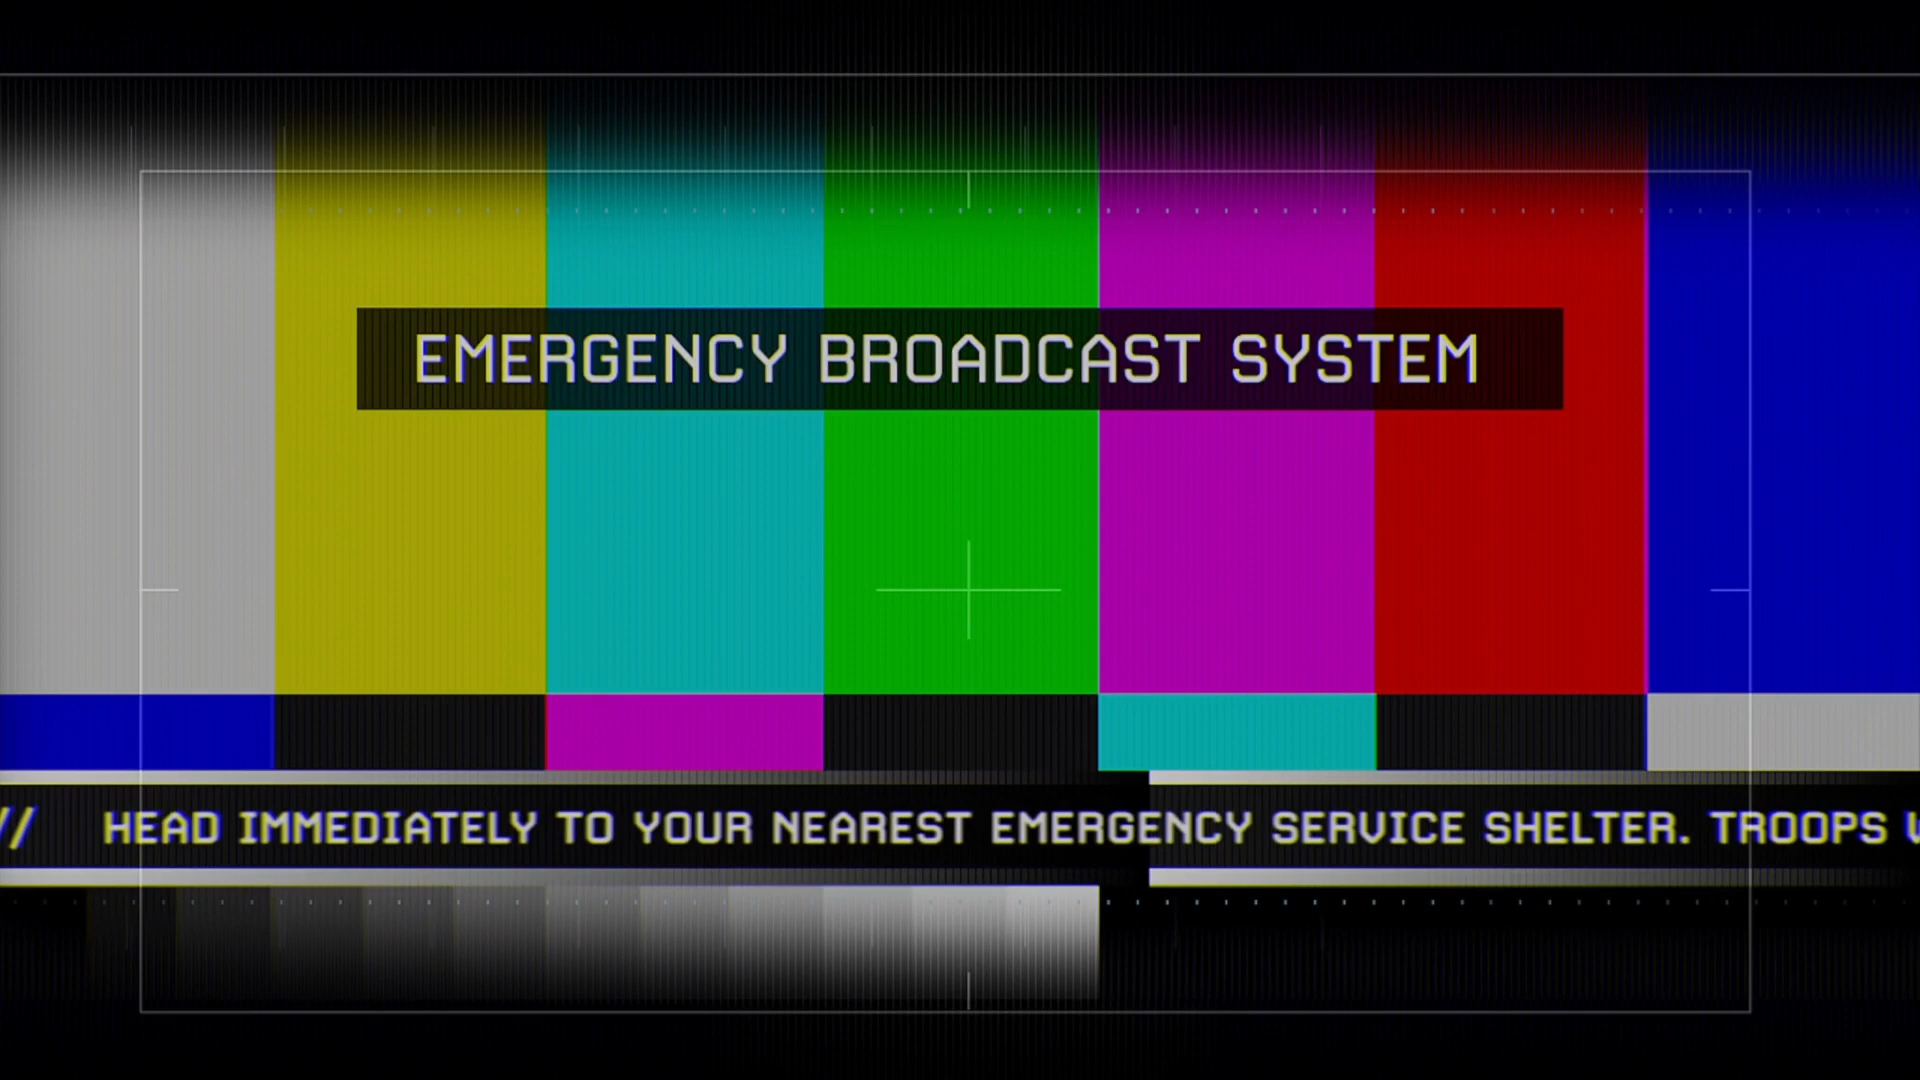 EMERGENCY BROADCAST SYSTEM
// HEAD IMMEDIATELY TO YOUR NEAREST EMERGENCY SERVICE SHELTER. TROOPS